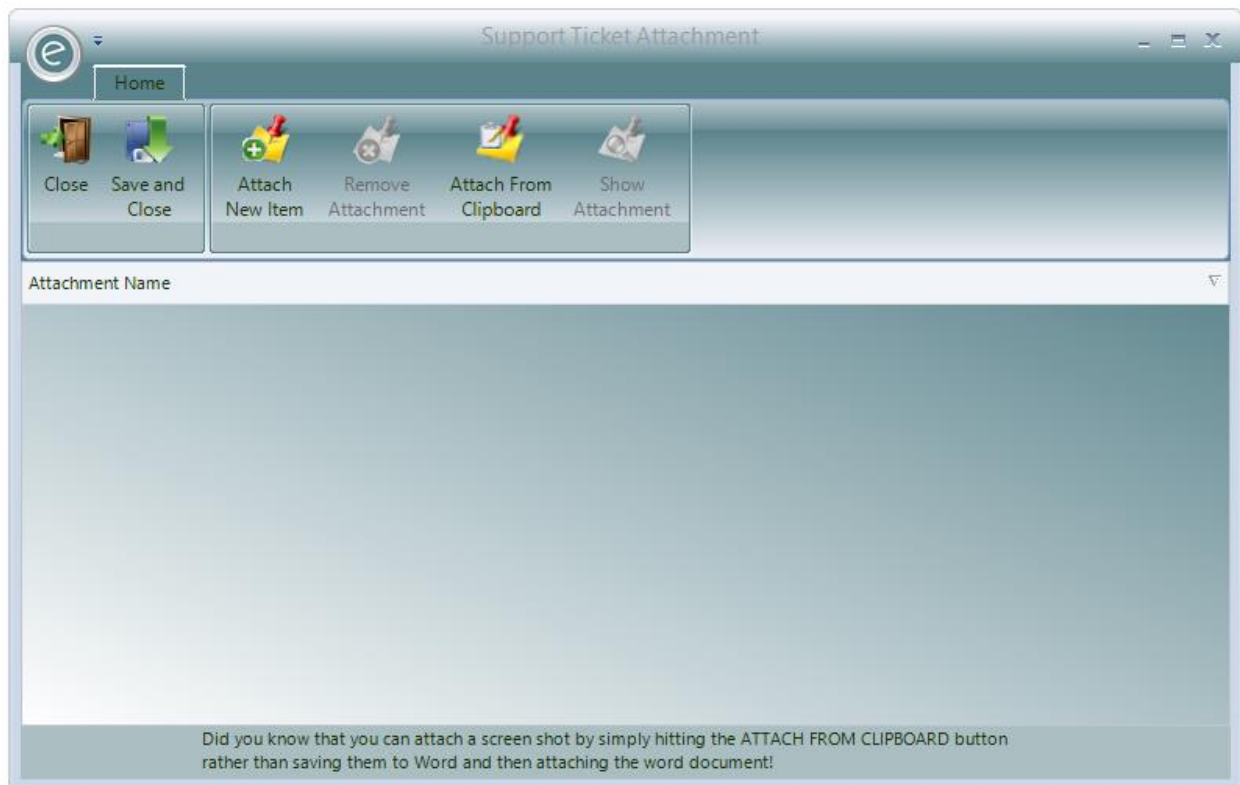 e
Support Ticket Attachment
Home
Close
Save and
Close
Attach
New Item
Remove
Attachment
Attach From
Clipboard
Show
Attachment
Attachment Name
Did you know that you can attach a screen shot by simply hitting the ATTACH FROM CLIPBOARD button
rather than saving them to Word and then attaching the word document!